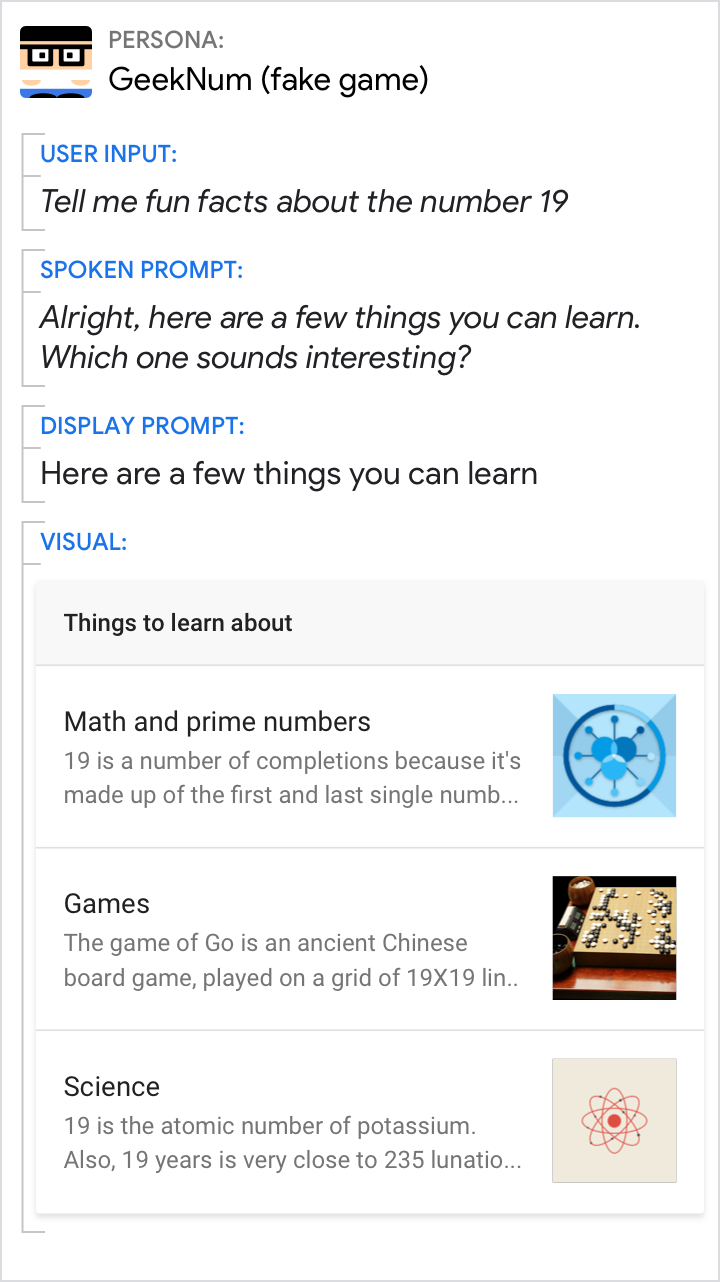 PERSONA:
GeekNum (fake game)
USER INPUT:
Tell me fun facts about the number 19
SPOKEN PROMPT:
Alright, here are a few things you can learn.
Which one sounds interesting?
DISPLAY PROMPT:
Here are a few things you can learn
VISUAL:
Things to learn about
Math and prime numbers
19 is a number of completions because it's
made up of the first and last single numb...
Games
The game of Go is an ancient Chinese
board game, played on a grid of 19X19 lin..
Science
19 is the atomic number of potassium.
Also, 19 years is very close to 235 lunatio...